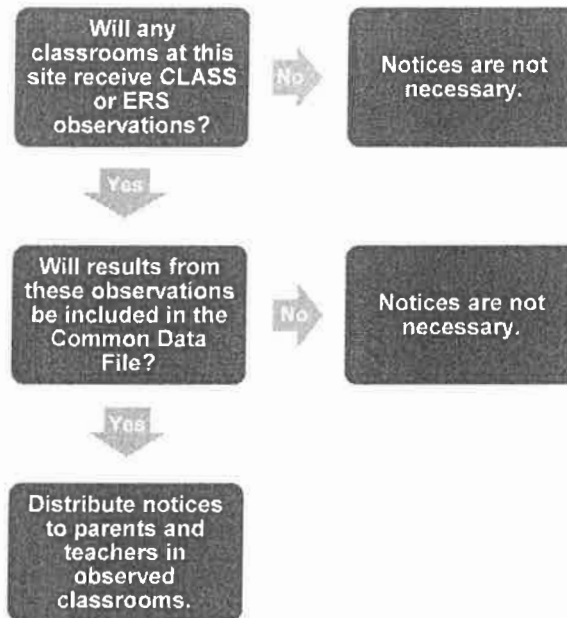 Will any
classrooms at this
site receive CLASS
or ERS
observations?
No
Notices are not
necessary.
Yes
Will results from
these observations
be included in the
Common Data
File?
No
Notices are not
necessary.
Yes
Distribute notices
to parents and
teachers in
observed
classrooms.